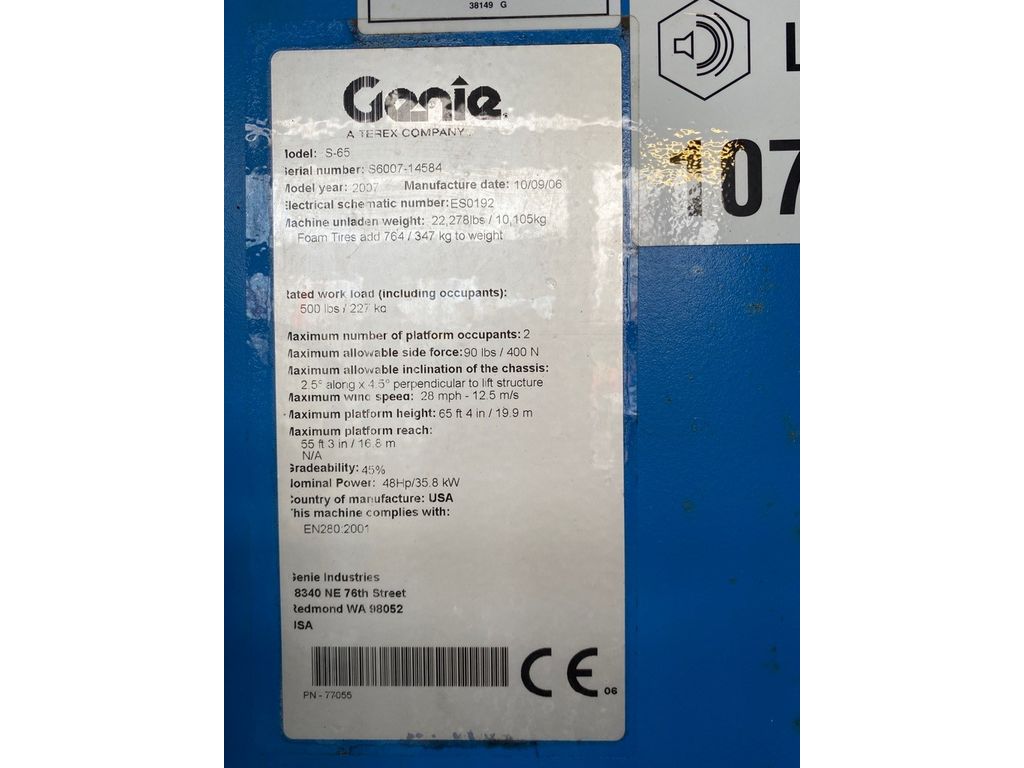 38149 G
L
107
Genie
A TEREX COMPANY
Model: S-65
Serial number: S6007-14584
Model year: 2007 Manufacture date: 10/09/06
Electrical schematic number: ES0192
Machine unladen weight: 22,278lbs / 10,105kg
Foam Tires add 764 / 347 kg to weight
Rated work load (including occupants):
500 lbs / 227 kg
Maximum number of platform occupants: 2
Maximum allowable side force: 90 lbs / 400 N
Maximum allowable inclination of the chassis:
2.5° along x 4.5° perpendicular to lift structure
Maximum wind speed: 28 mph - 12.5 m/s
Maximum platform height: 65 ft 4 in / 19.9 m
Maximum platform reach:
55 ft 3 in / 16.8 m
N/A
Gradeability: 45%
Nominal Power: 48Hp/35.8 kW
Country of manufacture: USA
This machine complies with:
EN280:2001
Genie Industries
18340 NE 76th Street
Redmond WA 98052
USA
PN - 77055
CE 06